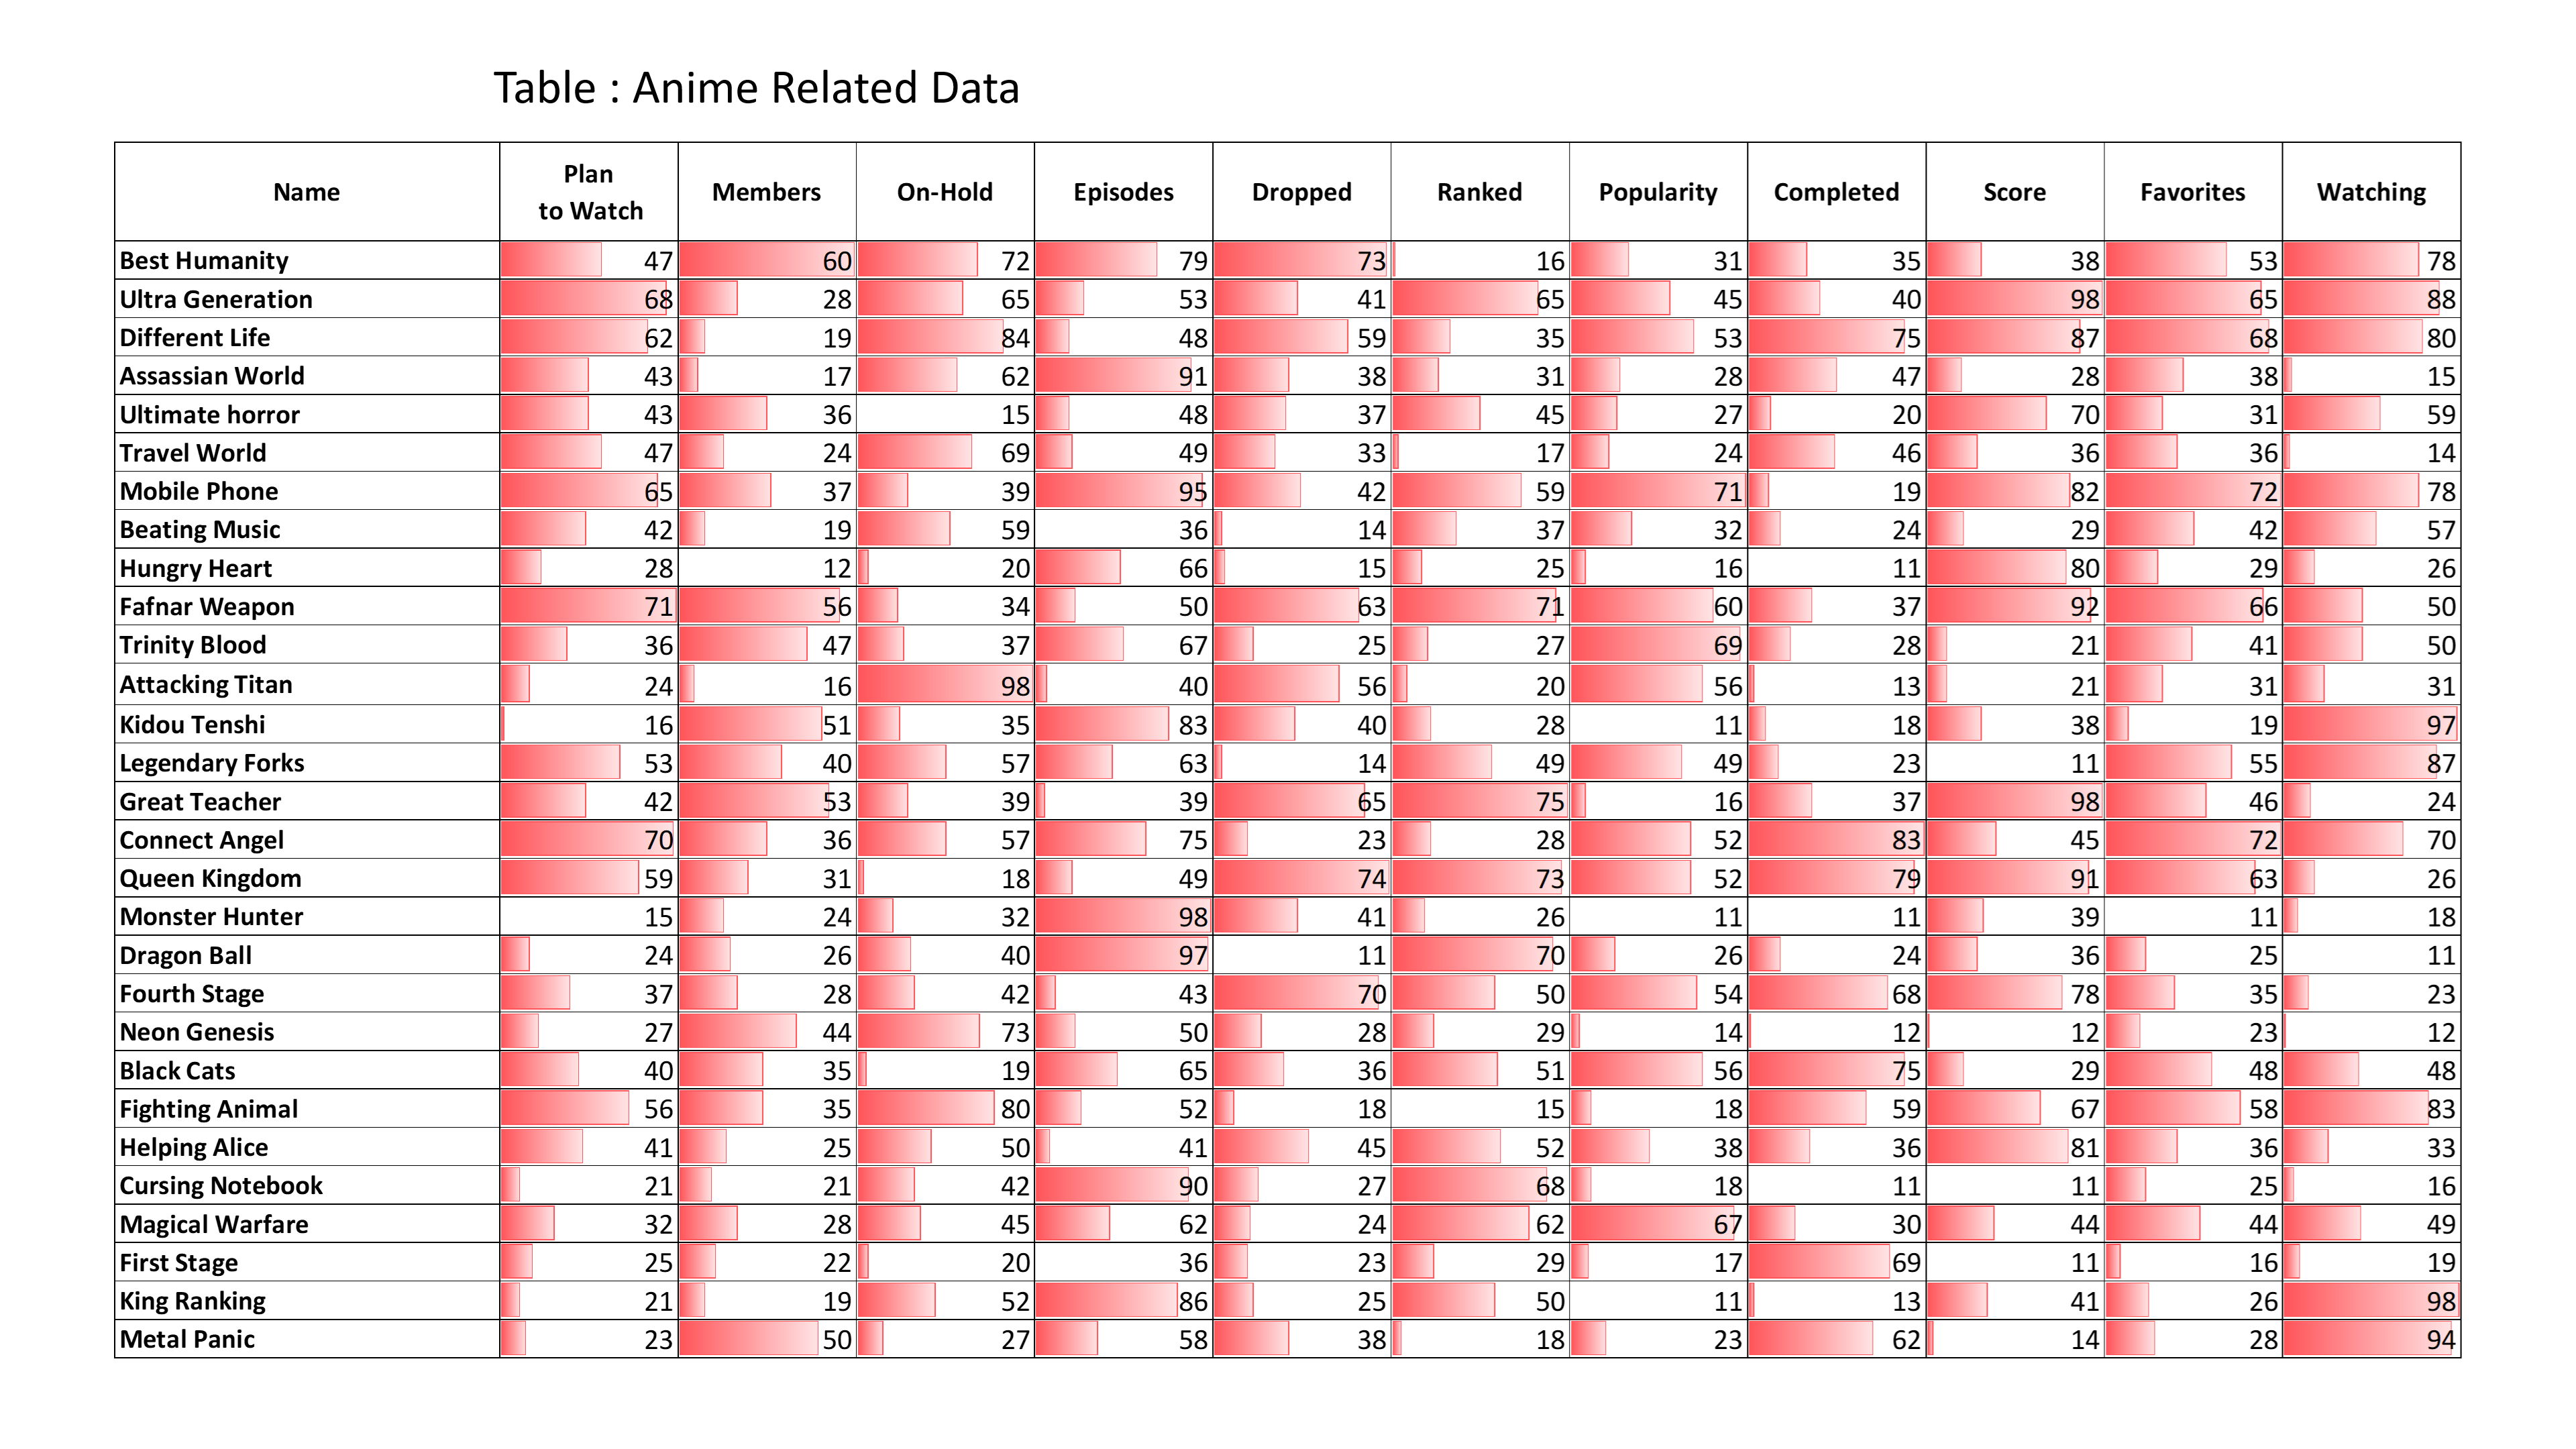 Table : Anime Related Data
Name Plan to Watch Members On-Hold Episodes Dropped Ranked Popularity Completed Score Favorites Watching
Best Humanity 47 60 72 79 73 16 31 35 38 53 78
Ultra Generation 68 28 65 53 41 65 45 40 98 65 88
Different Life 62 19 84 48 59 35 53 75 87 68 80
Assassian World 43 17 62 91 38 31 28 47 28 38 15
Ultimate horror 43 36 15 48 37 45 27 20 70 31 59
Travel World 47 24 69 49 33 17 24 46 36 36 14
Mobile Phone 65 37 39 95 42 59 71 19 82 72 78
Beating Music 42 19 59 36 14 37 32 24 29 42 57
Hungry Heart 28 12 20 66 15 25 16 11 80 29 26
Fafnar Weapon 71 56 34 50 63 71 60 37 92 66 50
Trinity Blood 36 47 37 67 25 27 69 28 21 41 50
Attacking Titan 24 16 98 40 56 20 56 13 21 31 31
Kidou Tenshi 16 51 35 83 40 28 11 18 38 19 97
Legendary Forks 53 40 57 63 14 49 49 23 11 55 87
Great Teacher 42 53 39 39 65 75 16 37 98 46 24
Connect Angel 70 36 57 75 23 28 52 83 45 72 70
Queen Kingdom 59 31 18 49 74 73 52 79 91 63 26
Monster Hunter 15 24 32 98 41 26 11 11 39 11 18
Dragon Ball 24 26 40 97 11 70 26 24 36 25 11
Fourth Stage 37 28 42 43 70 50 54 68 78 35 23
Neon Genesis 27 44 73 50 28 29 14 12 12 23 12
Black Cats 40 35 19 65 36 51 56 75 29 48 48
Fighting Animal 56 35 80 52 18 15 18 59 67 58 83
Helping Alice 41 25 50 41 45 52 38 36 81 36 33
Cursing Notebook 21 21 42 90 27 68 18 11 11 25 16
Magical Warfare 32 28 45 62 24 62 67 30 44 44 49
First Stage 25 22 20 36 23 29 17 69 11 16 19
King Ranking 21 19 52 86 25 50 11 13 41 26 98
Metal Panic 23 50 27 58 38 18 23 62 14 28 94